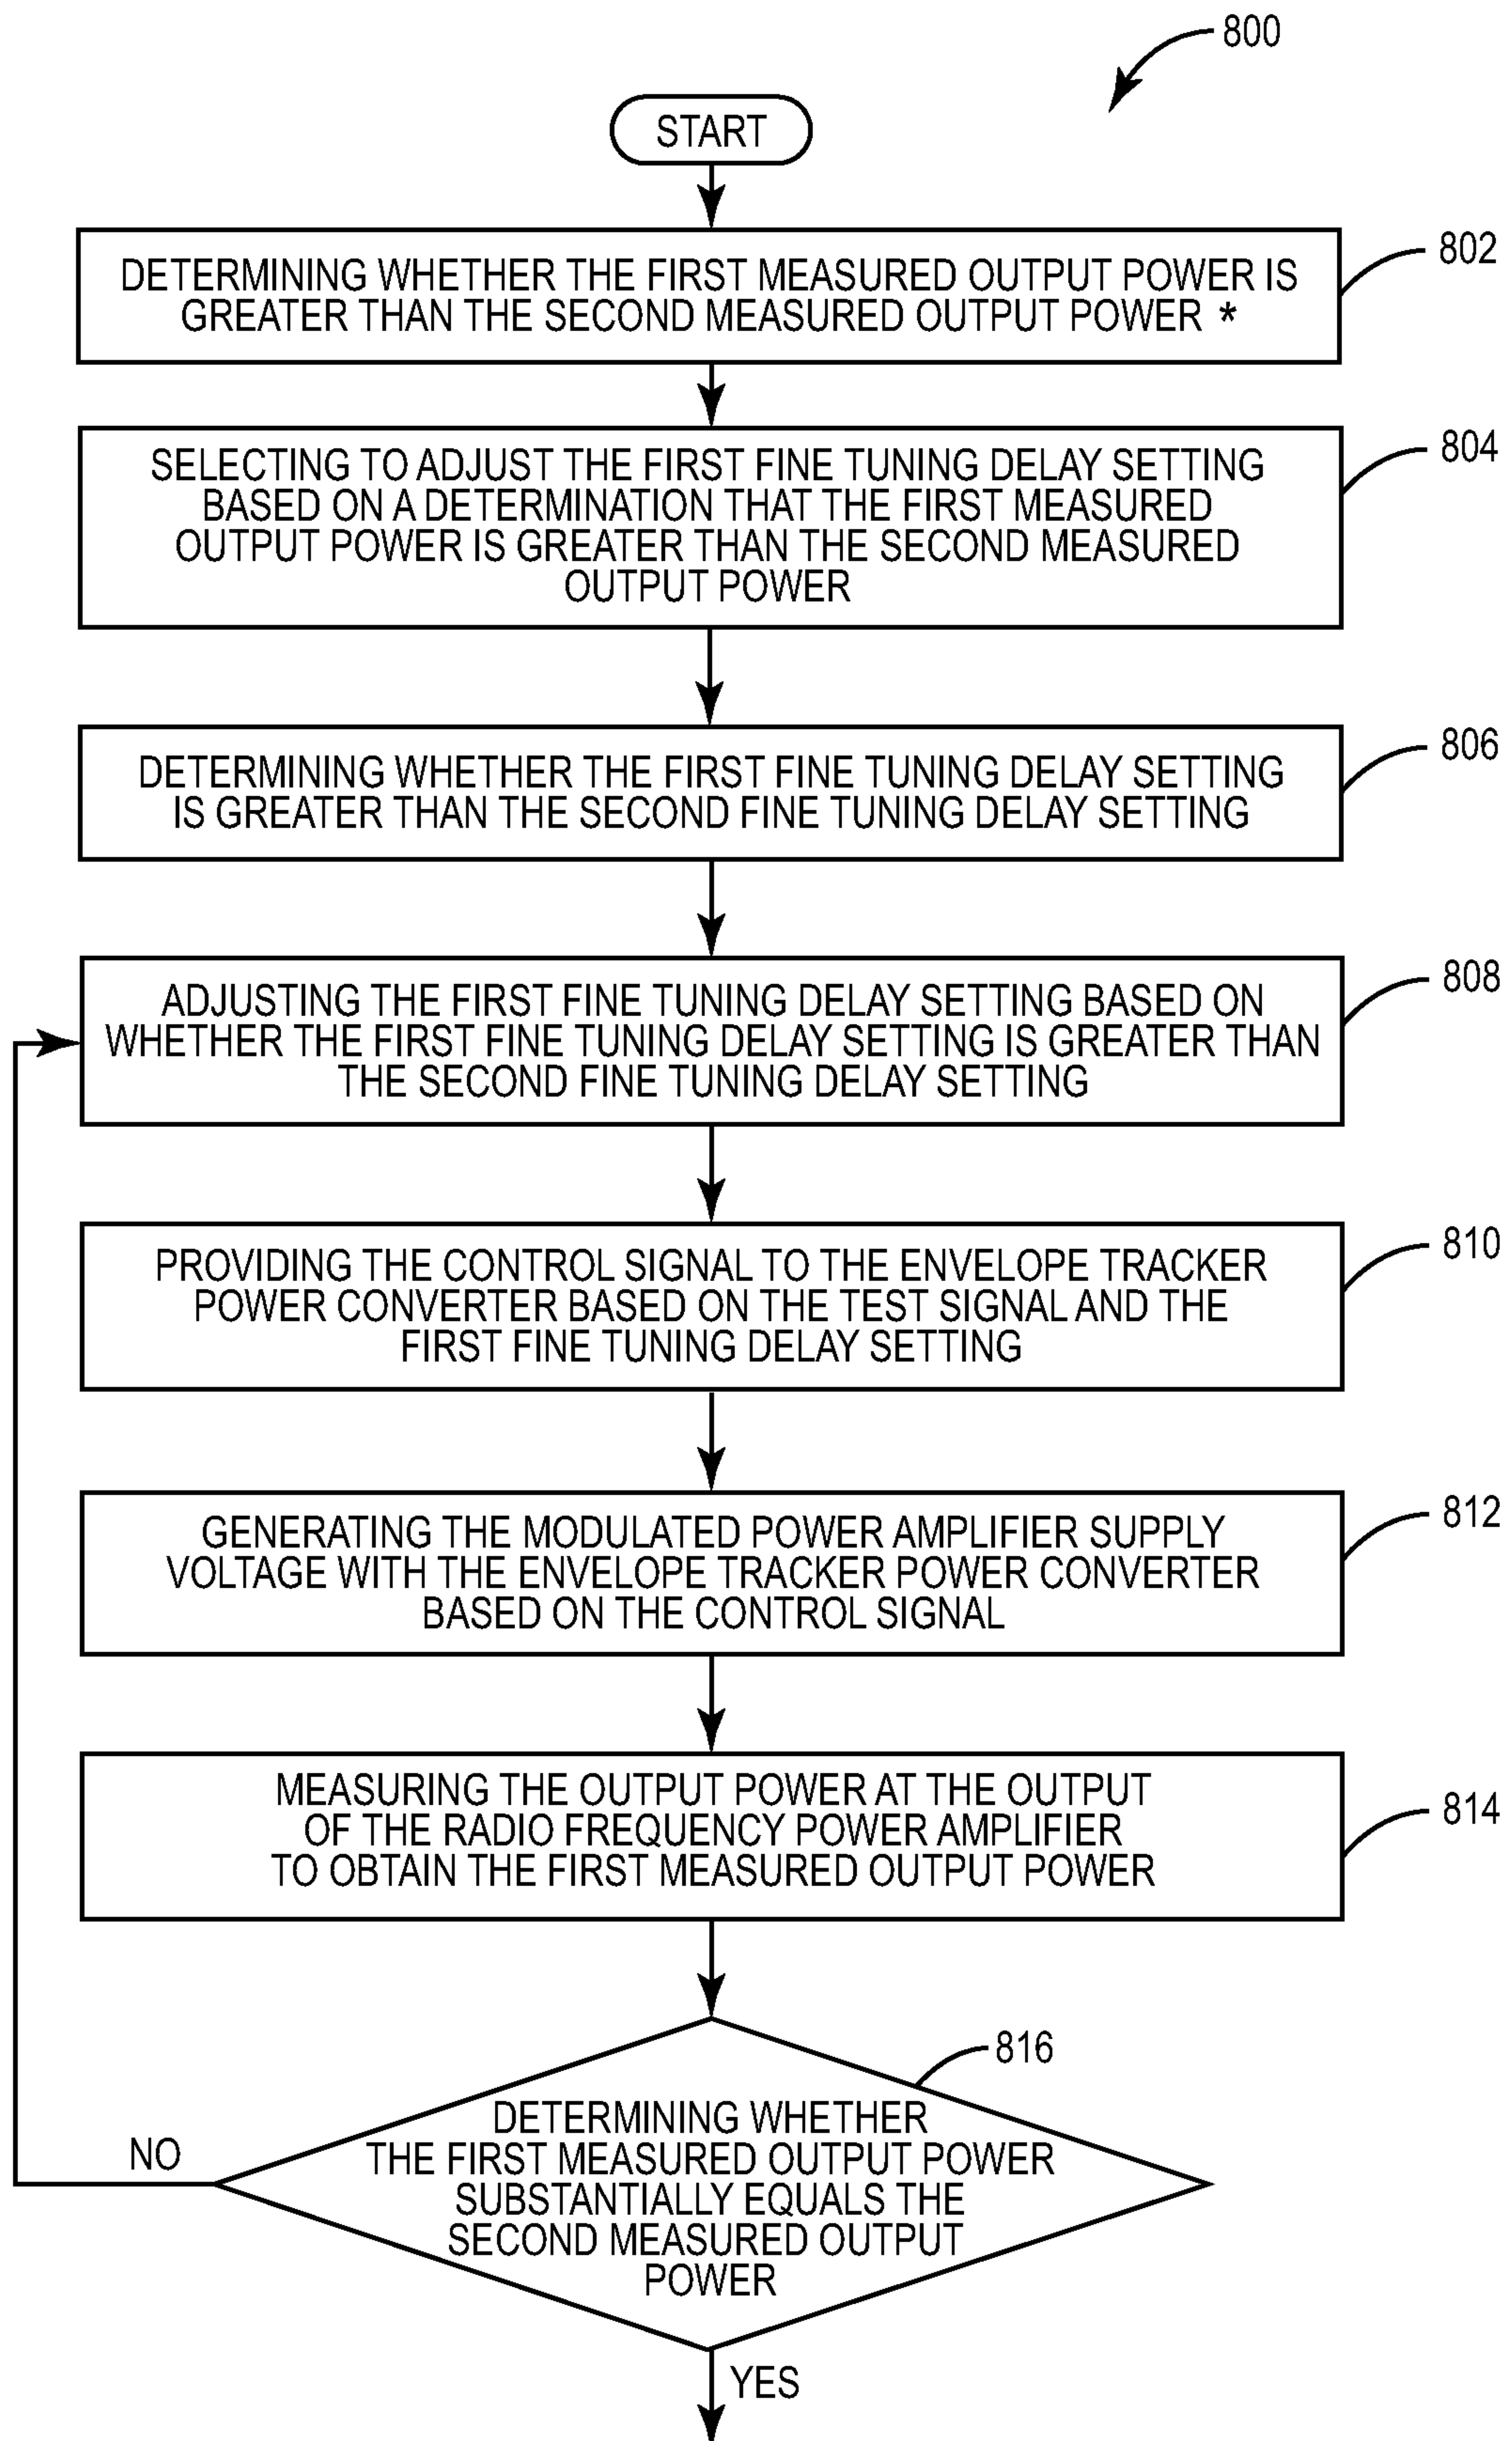 800
START
802
DETERMINING WHETHER THE FIRST MEASURED OUTPUT POWER IS
GREATER THAN THE SECOND MEASURED OUTPUT POWER *
804
SELECTING TO ADJUST THE FIRST FINE TUNING DELAY SETTING
BASED ON A DETERMINATION THAT THE FIRST MEASURED
OUTPUT POWER IS GREATER THAN THE SECOND MEASURED
OUTPUT POWER
806
DETERMINING WHETHER THE FIRST FINE TUNING DELAY SETTING
IS GREATER THAN THE SECOND FINE TUNING DELAY SETTING
808
ADJUSTING THE FIRST FINE TUNING DELAY SETTING BASED ON
WHETHER THE FIRST FINE TUNING DELAY SETTING IS GREATER THAN
THE SECOND FINE TUNING DELAY SETTING
810
PROVIDING THE CONTROL SIGNAL TO THE ENVELOPE TRACKER
POWER CONVERTER BASED ON THE TEST SIGNAL AND THE
FIRST FINE TUNING DELAY SETTING
812
GENERATING THE MODULATED POWER AMPLIFIER SUPPLY
VOLTAGE WITH THE ENVELOPE TRACKER POWER CONVERTER
BASED ON THE CONTROL SIGNAL
814
MEASURING THE OUTPUT POWER AT THE OUTPUT
OF THE RADIO FREQUENCY POWER AMPLIFIER
TO OBTAIN THE FIRST MEASURED OUTPUT POWER
816
DETERMINING WHETHER
THE FIRST MEASURED OUTPUT POWER
SUBSTANTIALLY EQUALS THE
SECOND MEASURED OUTPUT
POWER
NO
YES